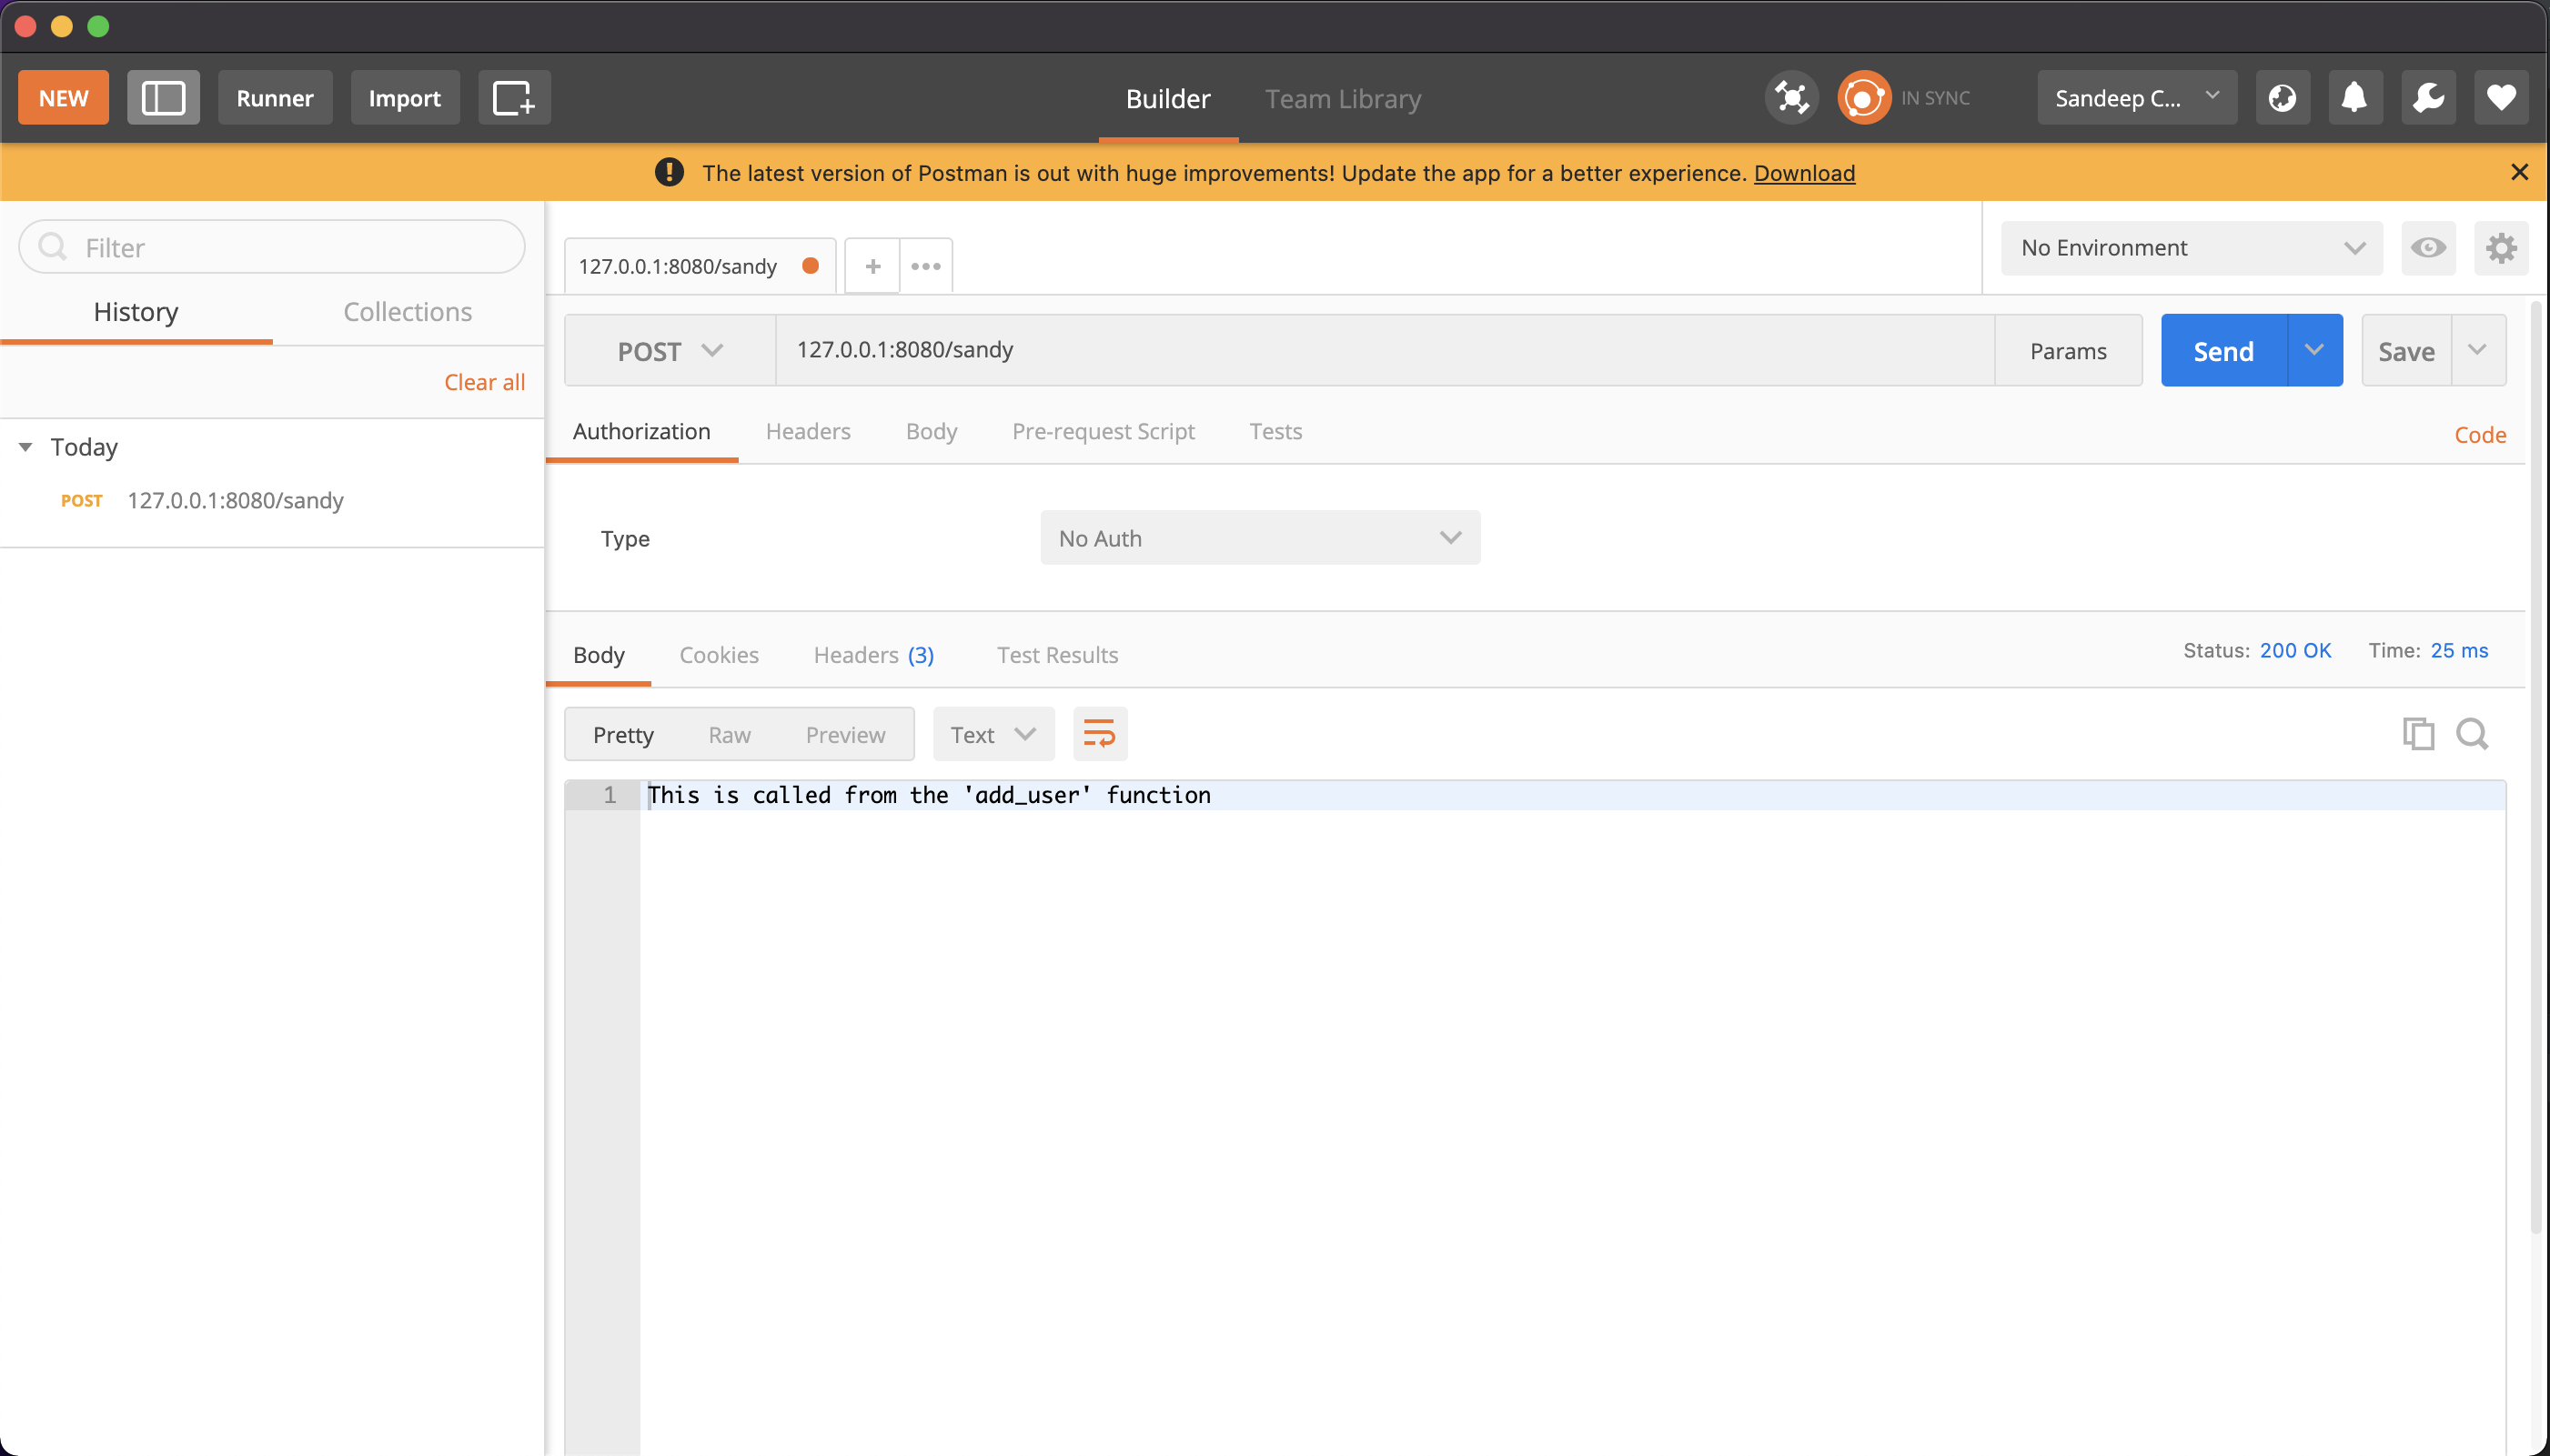 NEW Runner Import Builder Team Library IN SYNC Sandeep C...
The latest version of Postman is out with huge improvements! Update the app for a better experience. Download
Filter
History Collections
Clear all
Today
POST 127.0.0.1:8080/sandy
127.0.0.1:8080/sandy
No Environment
POST 127.0.0.1:8080/sandy Params Send Save
Authorization Headers Body Pre-request Script Tests Code
Type No Auth
Body Cookies Headers (3) Test Results Status: 200 OK Time: 25 ms
Pretty Raw Preview Text
1 This is called from the 'add_user' function